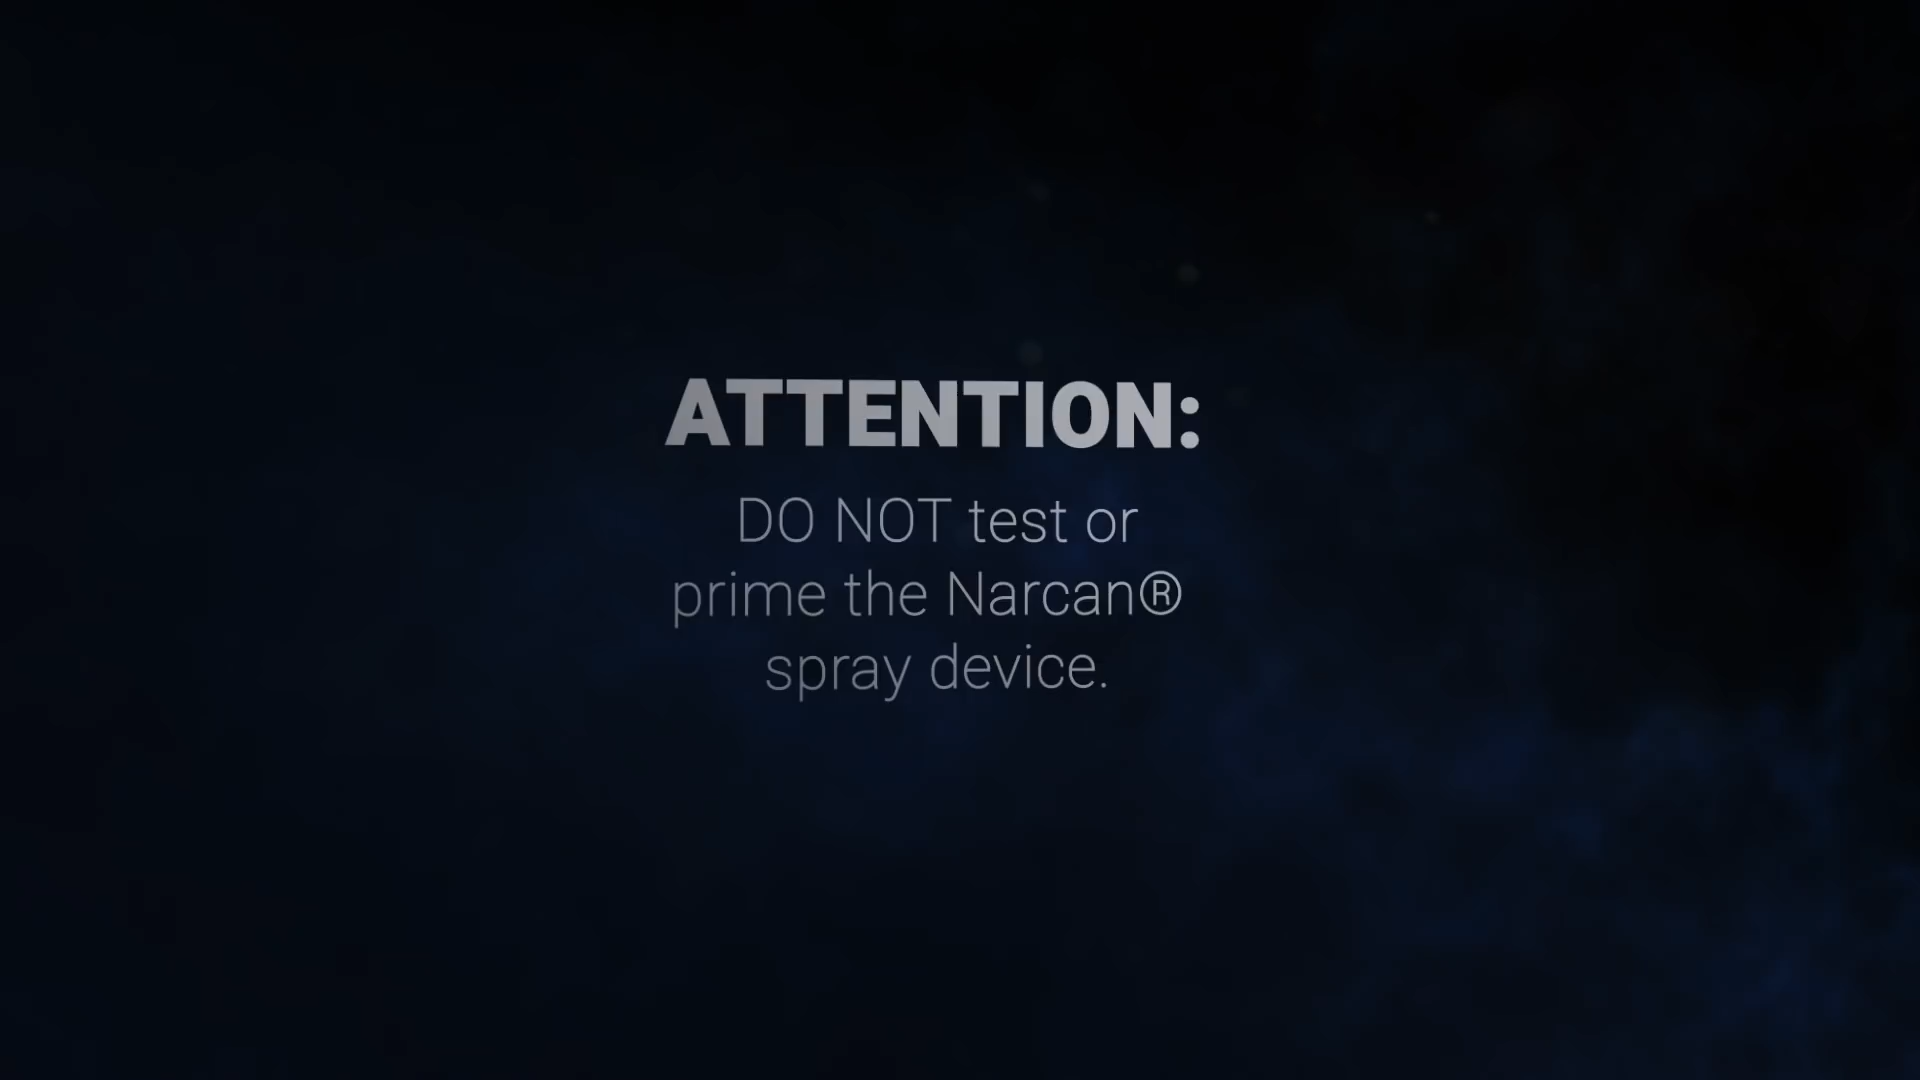 ATTENTION:
DO NOT test or
prime the Narcan®
spray device.